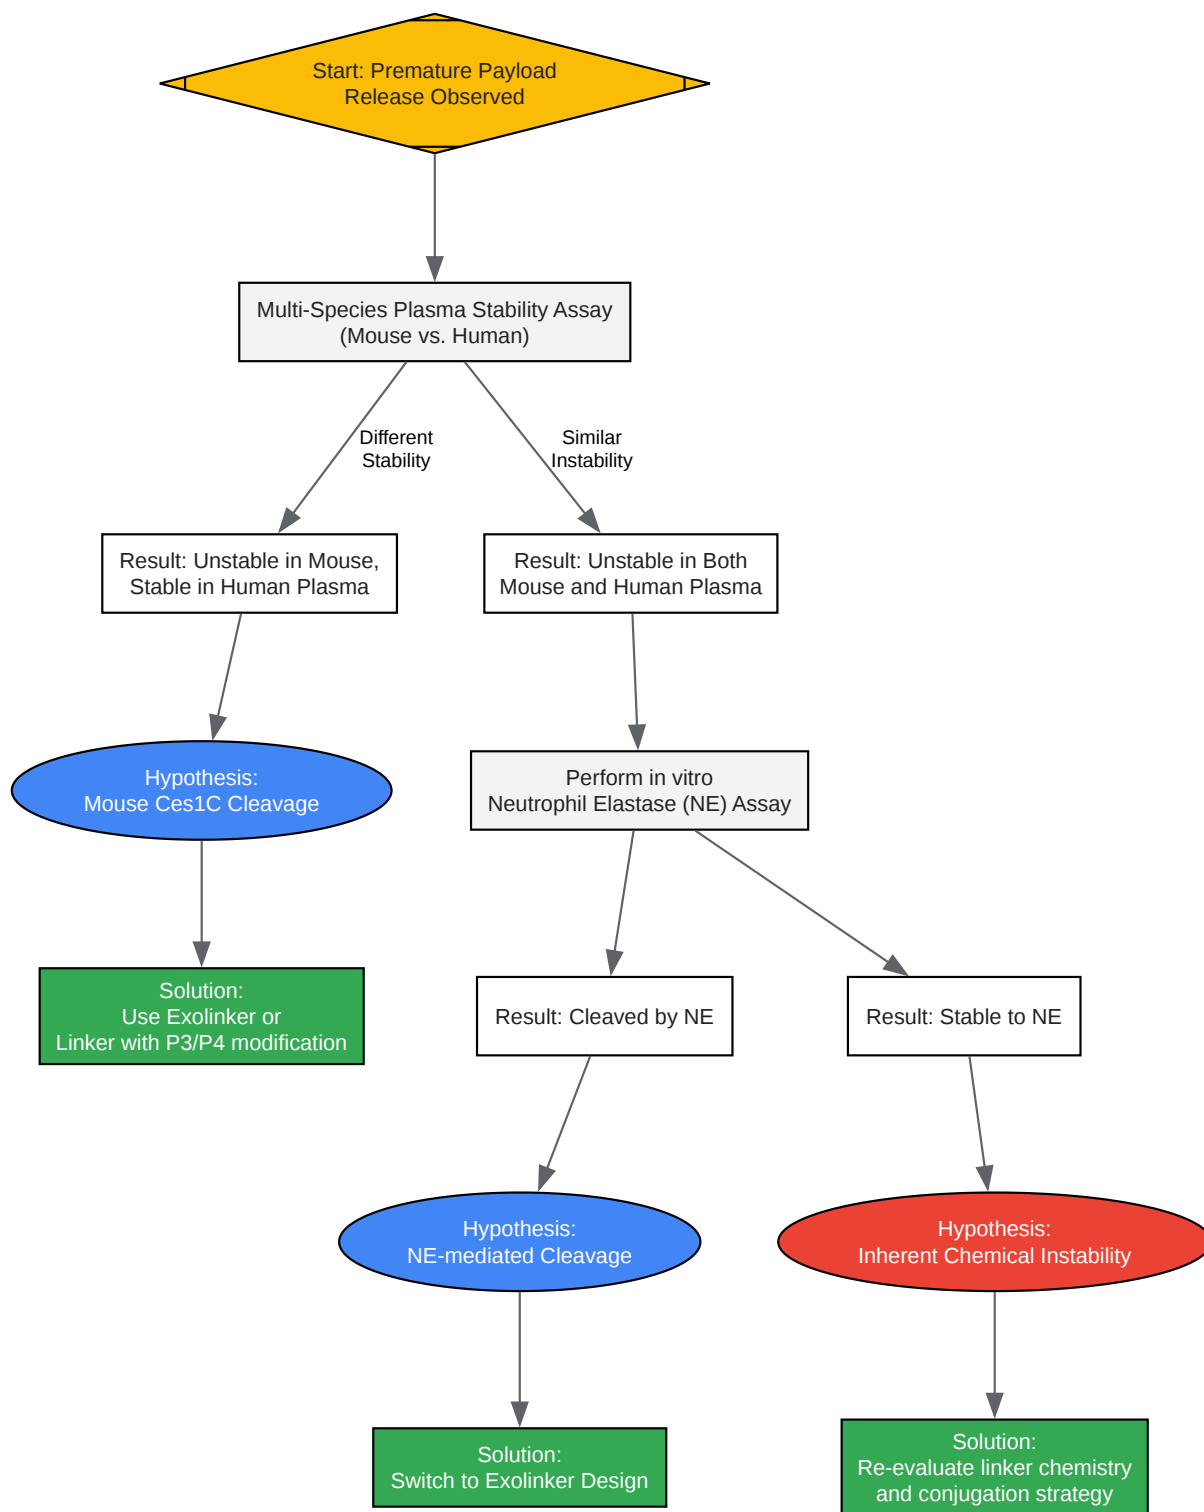 Start: Premature Payload
Release Observed
Multi-Species Plasma Stability Assay
(Mouse vs. Human)
Different
Stability
Similar
Instability
Result: Unstable in Mouse,
Stable in Human Plasma
Result: Unstable in Both
Mouse and Human Plasma
Hypothesis:
Mouse Ces1C Cleavage
Perform in vitro
Neutrophil Elastase (NE) Assay
Solution:
Use Exolinker or
Linker with P3/P4 modification
Result: Cleaved by NE
Result: Stable to NE
Hypothesis:
NE-mediated Cleavage
Hypothesis:
Inherent Chemical Instability
Solution:
Switch to Exolinker Design
Solution:
Re-evaluate linker chemistry
and conjugation strategy